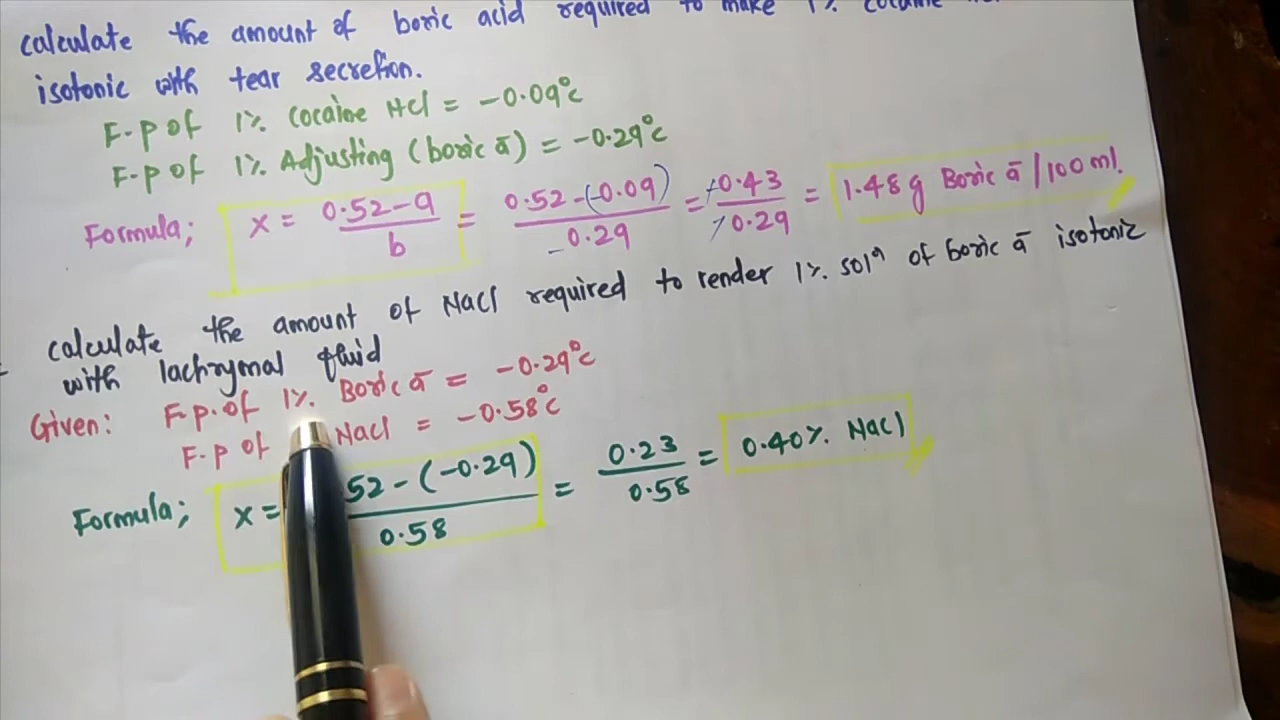 calculate the amount of boric acid required to make 1% cocaine
isotonic with tear secretion.
F.p of 1% cocaine Hcl = -0.09°c
F.p of 1% Adjusting (boric ā) = -0.29°c
Formula; x = 0.52-a / b = 0.52-(-0.09) / -0.29 = +0.43 / 0.29 = 1.48g Boric ā /100 ml.
calculate the amount of Nacl required to render 1% solⁿ of boric ā isotonic
with lachrymal fluid
Given: F.p. of 1% Boric ā = -0.29°c
F.p of Nacl = -0.58°c
Formula; x = 52-(-0.29) / 0.58 = 0.23 / 0.58 = 0.40% Nacl